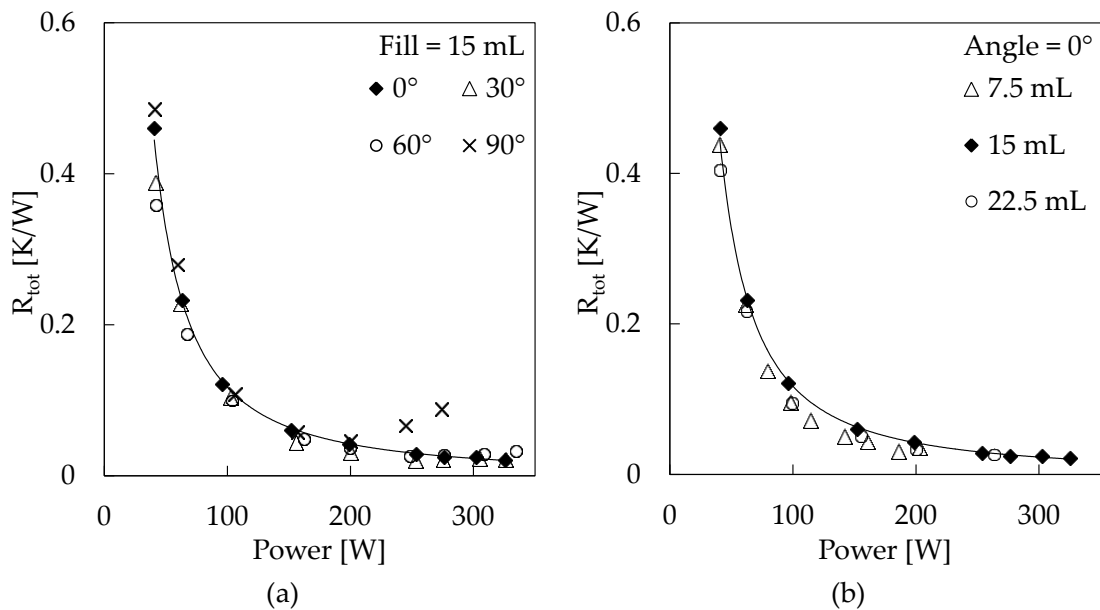 0.6
Fill = 15 mL
0° 30°
60° 90°
0.4
R_tot [K/W]
0.2
0
0 100 200 300
Power [W]
(a)
0.6
Angle = 0°
7.5 mL
15 mL
22.5 mL
0.4
R_tot [K/W]
0.2
0
0 100 200 300
Power [W]
(b)